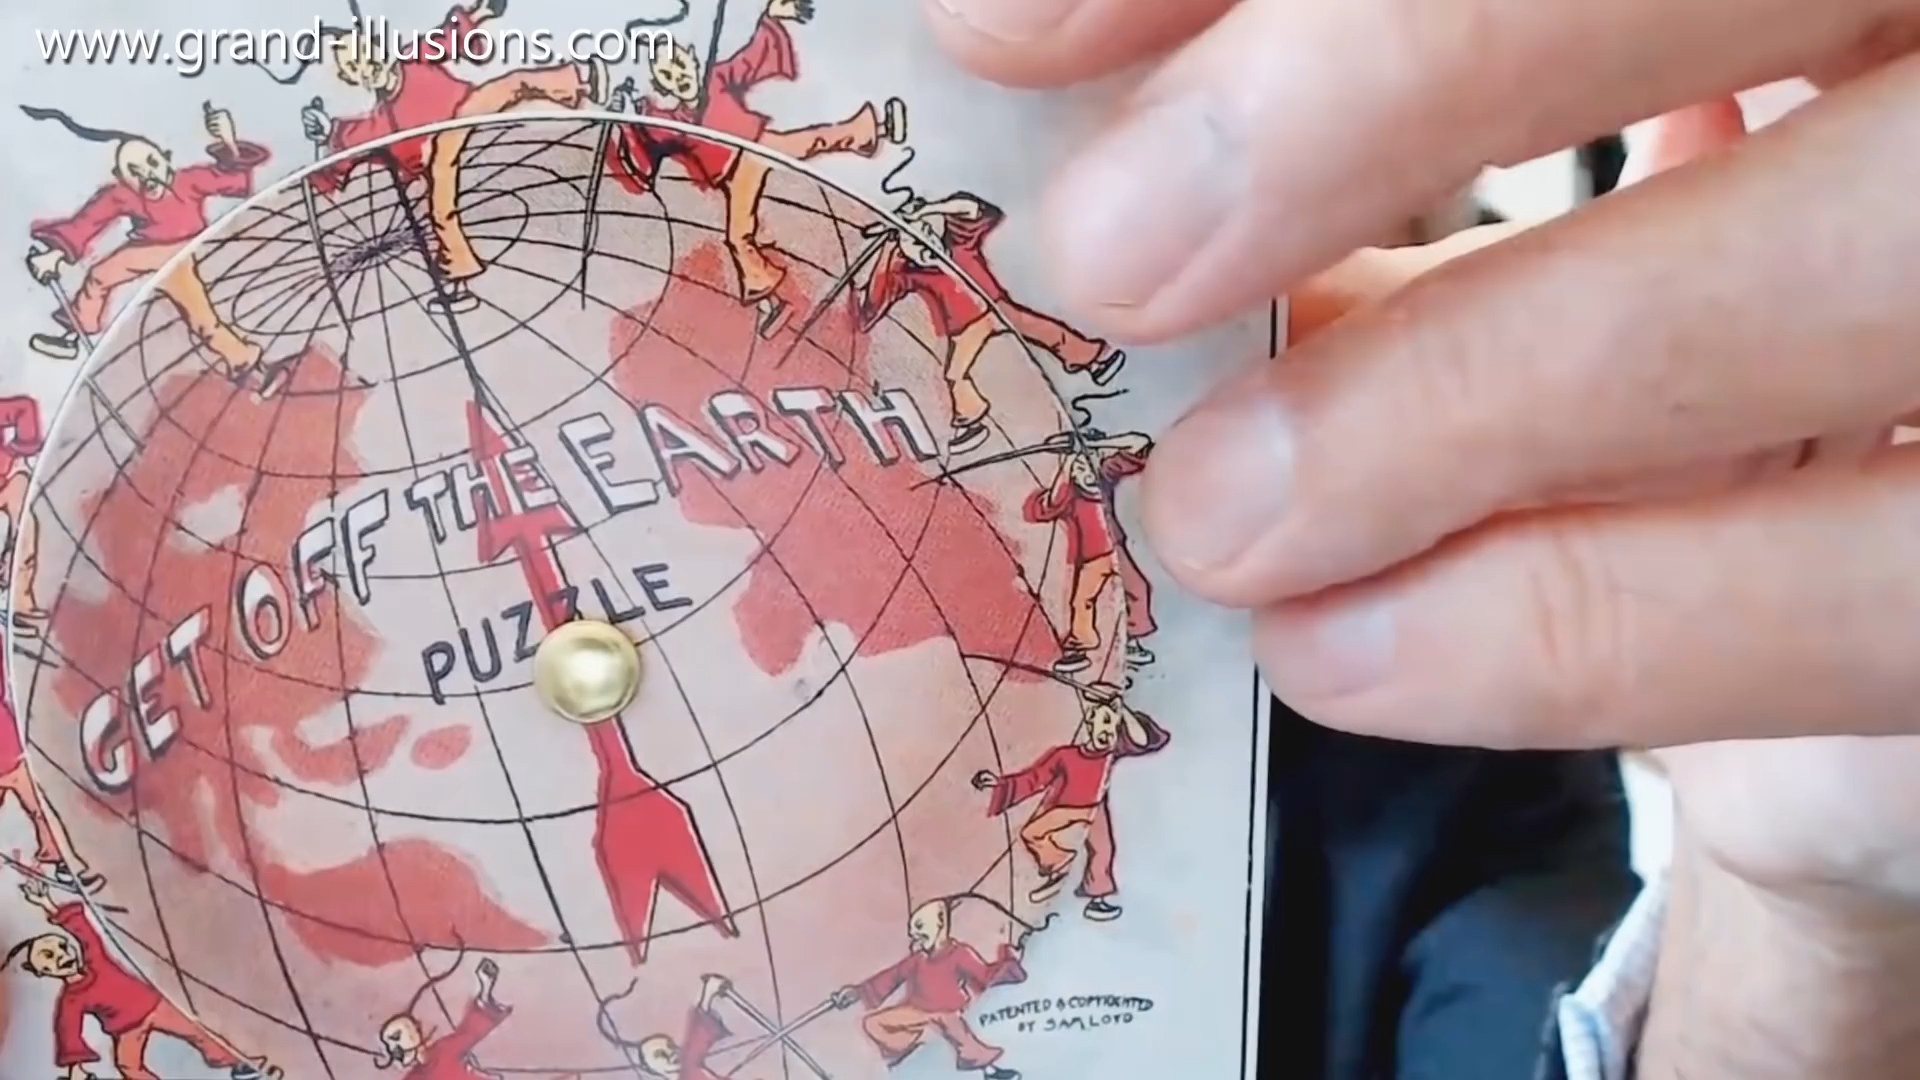 www.grand-illusions.com
GET OFF THE EARTH
PUZZLE
PATENTED & COPYRIGHTED
BY SAM LOYD